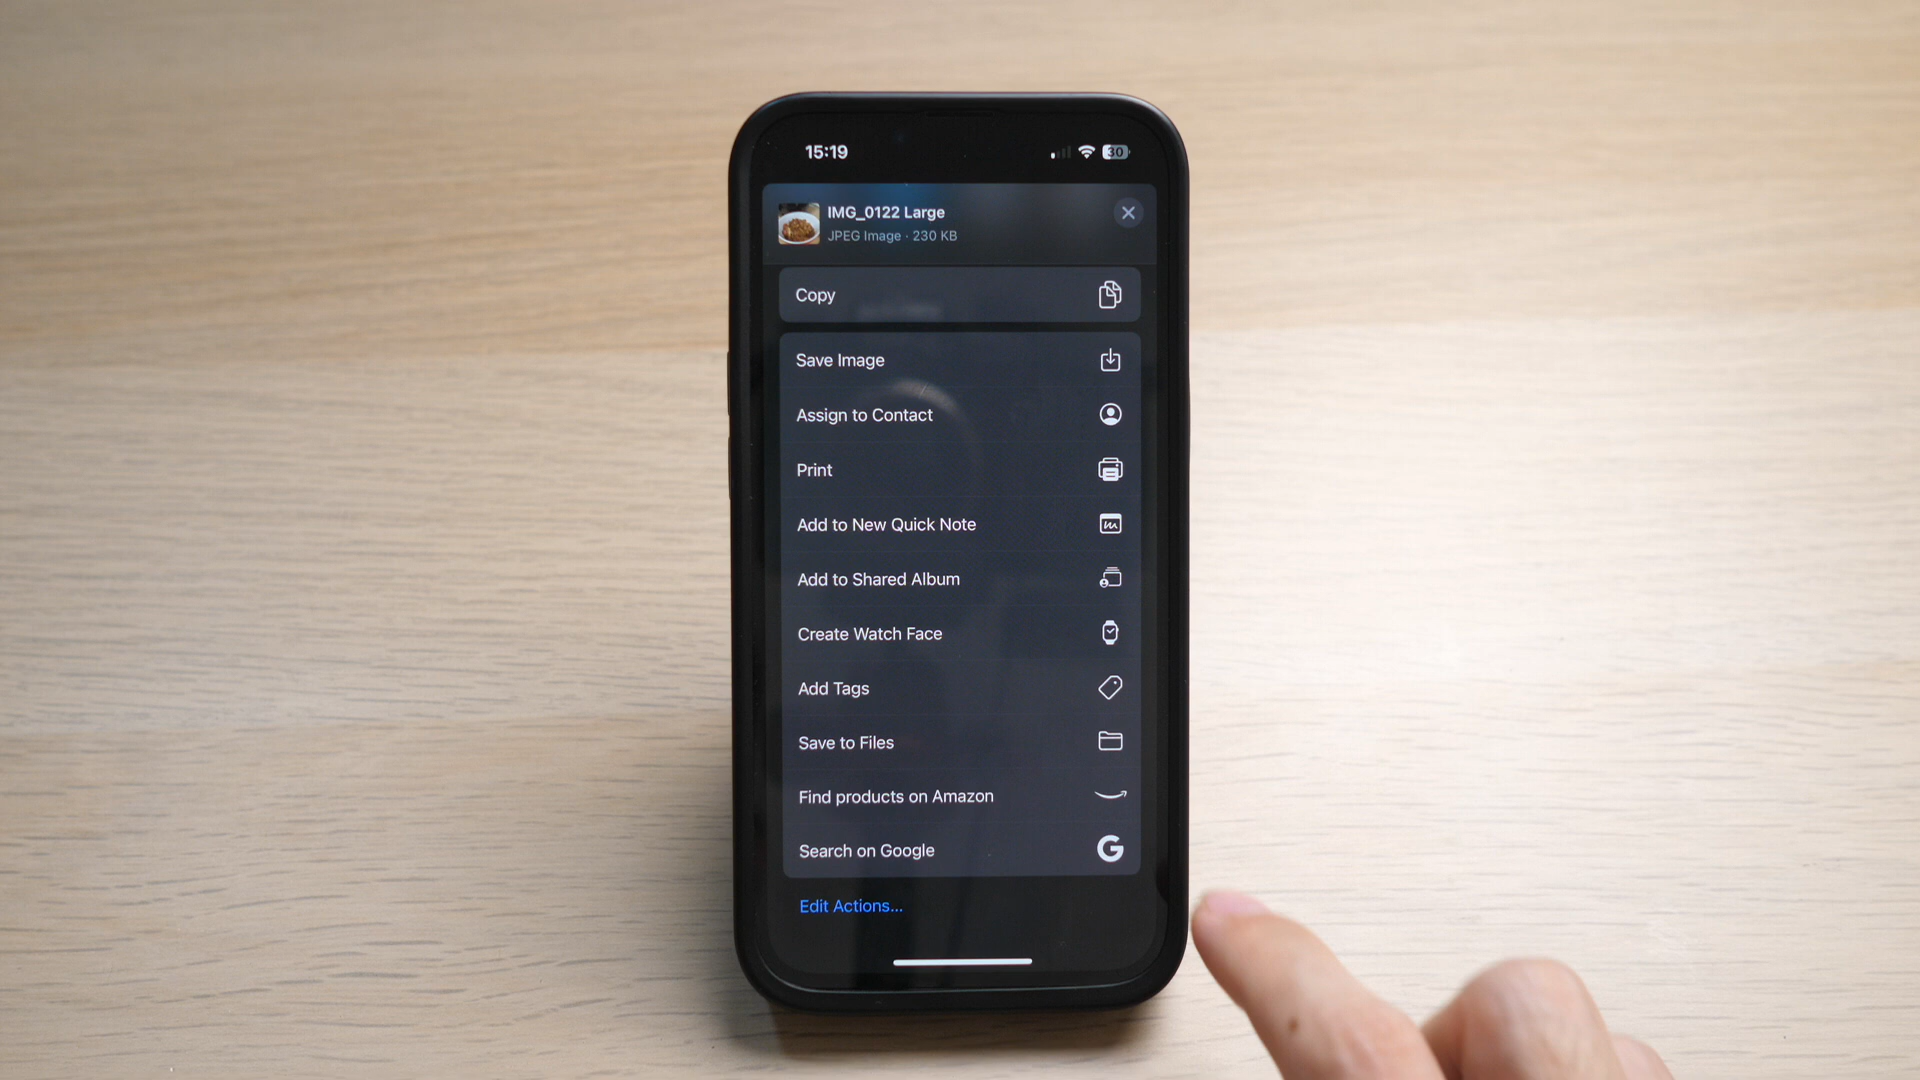 15:19
30
IMG_0122 Large
JPEG Image · 230 KB
Copy
Save Image
Assign to Contact
Print
Add to New Quick Note
Add to Shared Album
Create Watch Face
Add Tags
Save to Files
Find products on Amazon
Search on Google
Edit Actions...